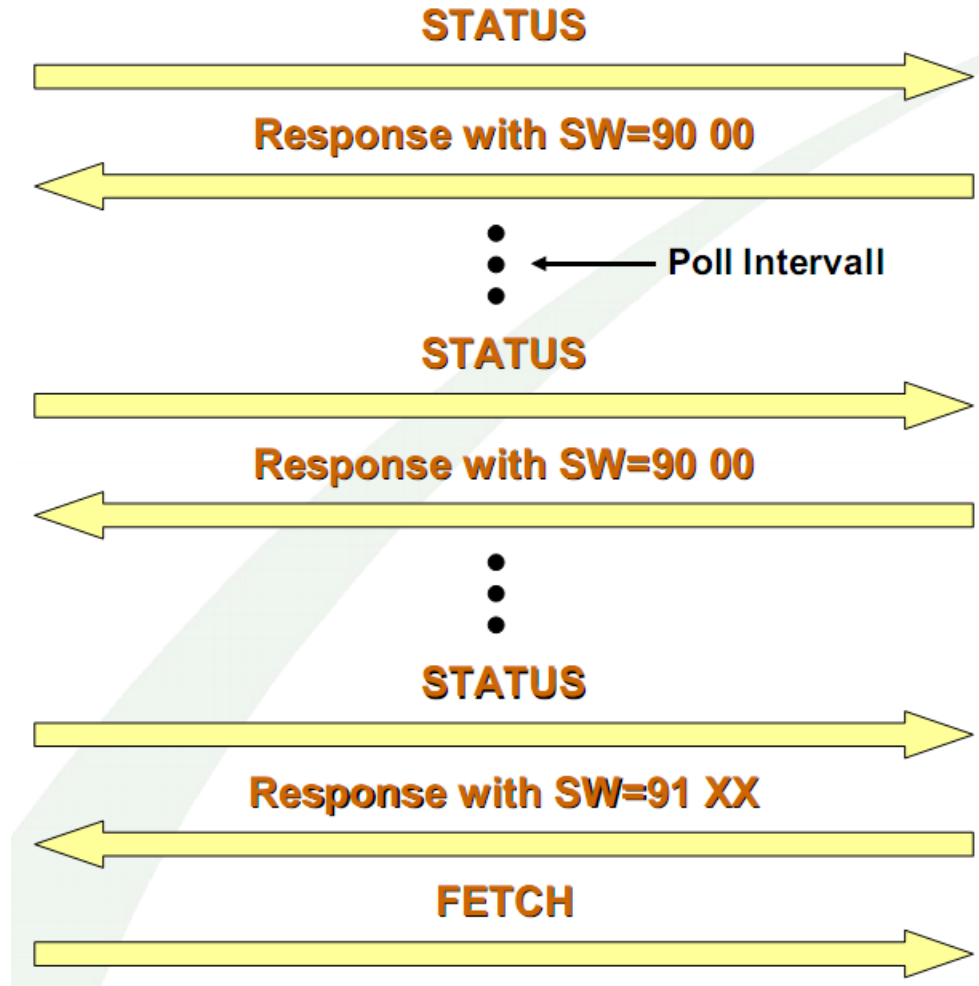 STATUS
Response with SW=90 00
Poll Intervall
STATUS
Response with SW=90 00
STATUS
Response with SW=91 XX
FETCH